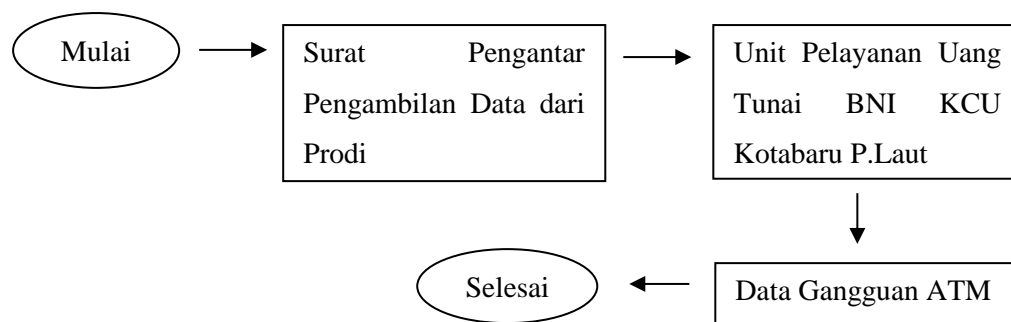 Mulai
Surat Pengantar
Pengambilan Data dari
Prodi
Unit Pelayanan Uang
Tunai BNI KCU
Kotabaru P.Laut
Selesai
Data Gangguan ATM